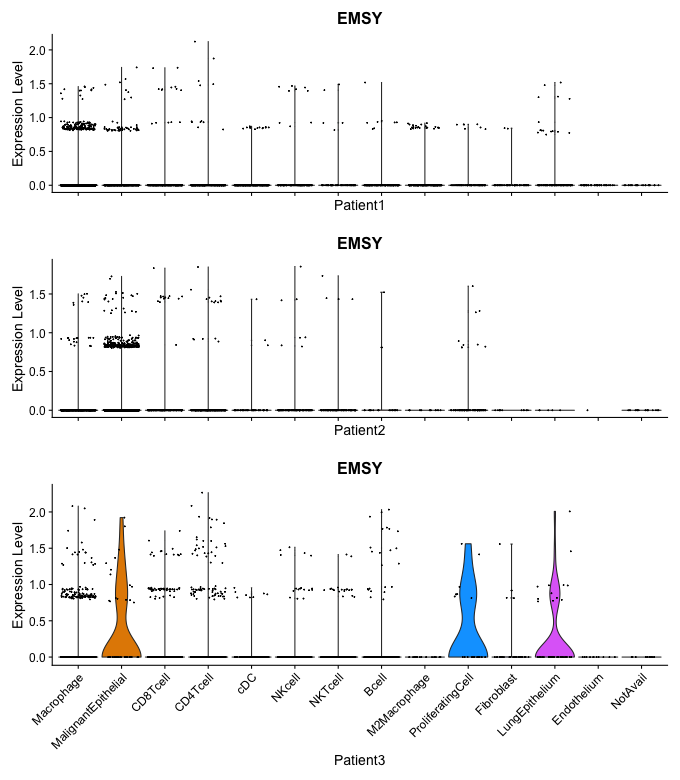 EMSY
Expression Level
2.0
1.5
1.0
0.5
0.0
Patient1
EMSY
Expression Level
1.5
1.0
0.5
0.0
Patient2
EMSY
Expression Level
2.0
1.5
1.0
0.5
0.0
Macrophage
MalignantEpithelial
CD8Tcell
CD4Tcell
cDC
NKcell
NKTcell
Bcell
M2Macrophage
ProliferatingCell
Fibroblast
LungEpithelium
Endothelium
NotAvail
Patient3